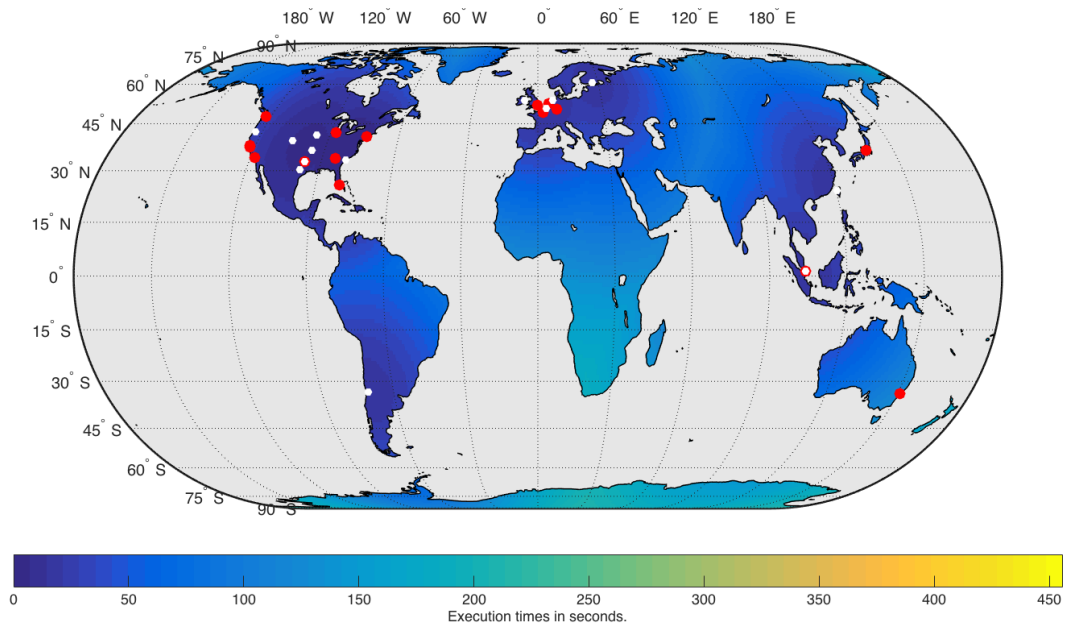 180° W 120° W 60° W 0° 60° E 120° E 180° E
90° N
75° N
60° N
45° N
30° N
15° N
0°
15° S
30° S
45° S
60° S
75° S
90° S
0 50 100 150 200 250 300 350 400 450
Execution times in seconds.